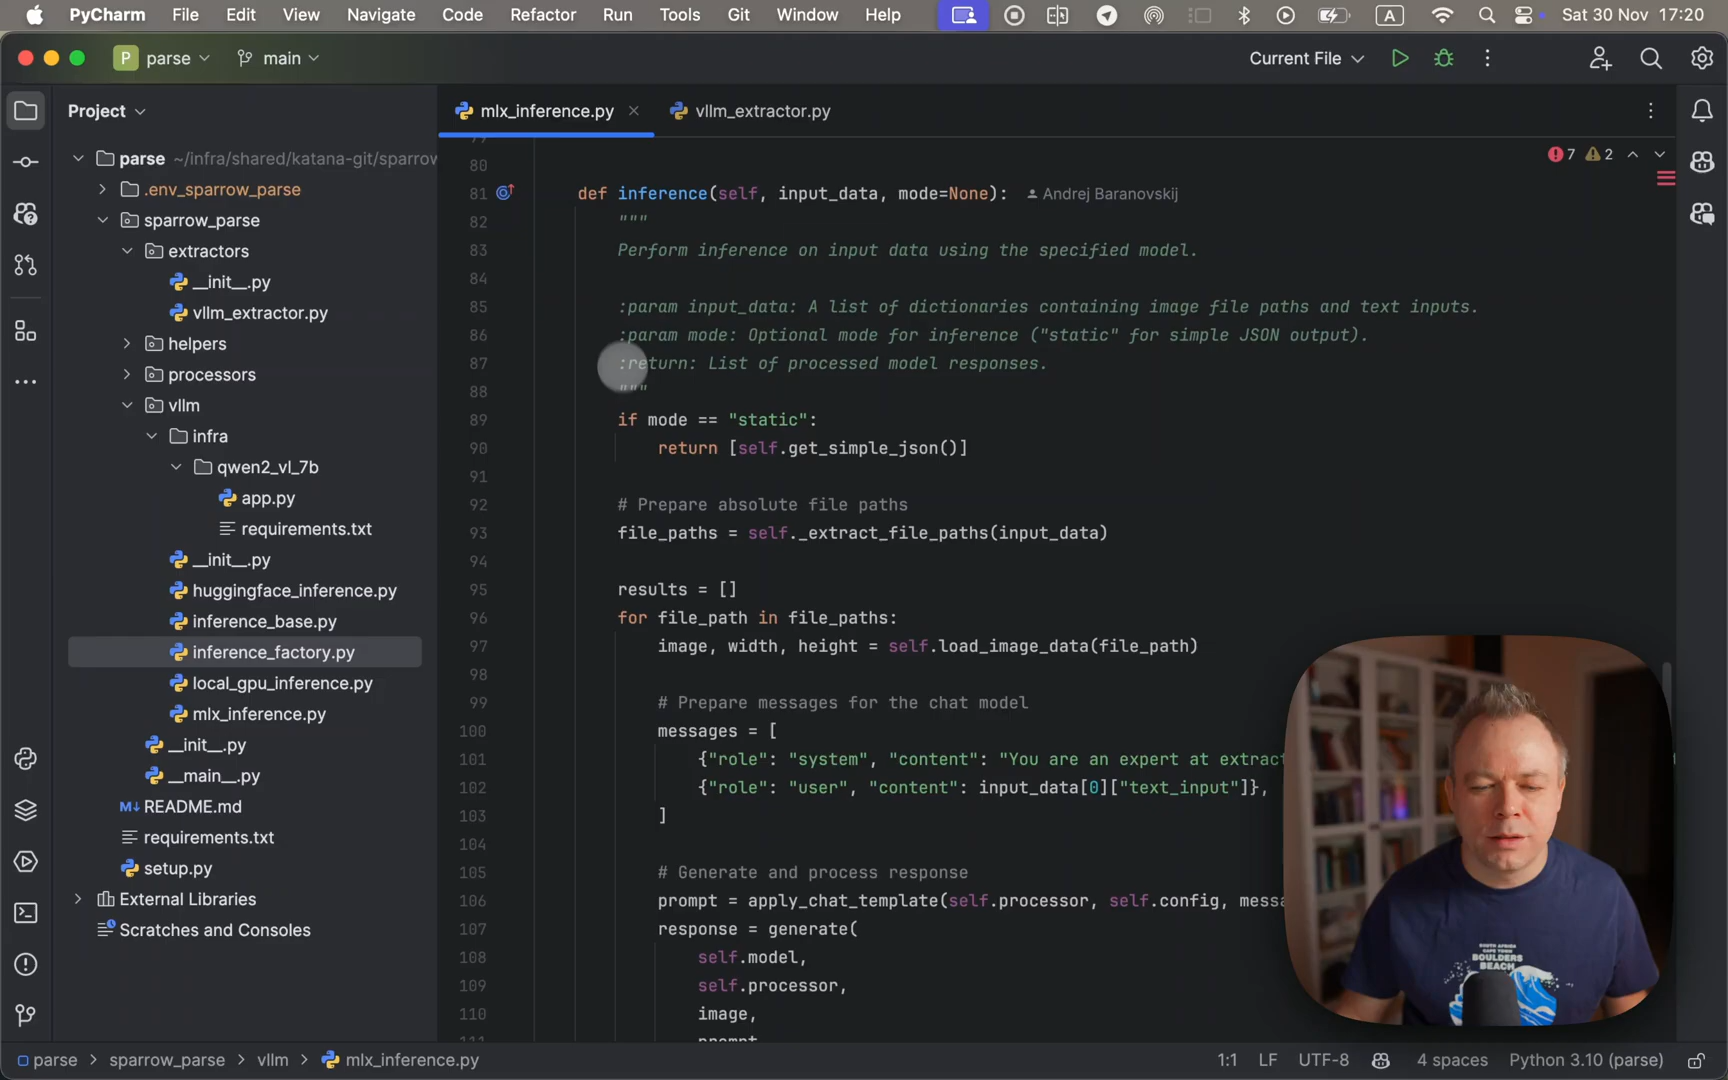 PyCharm File Edit View Navigate Code Refactor Run Tools Git Window Help A Sat 30 Nov 17:20
P parse main Current File
Project
mlx_inference.py vllm_extractor.py
parse ~/infra/shared/katana-git/sparrow
.env_sparrow_parse
sparrow_parse
extractors
__init__.py
vllm_extractor.py
helpers
processors
vllm
infra
qwen2_vl_7b
app.py
requirements.txt
__init__.py
huggingface_inference.py
inference_base.py
inference_factory.py
local_gpu_inference.py
mlx_inference.py
__init__.py
__main__.py
README.md
requirements.txt
setup.py
External Libraries
Scratches and Consoles
7 2
80
81 def inference(self, input_data, mode=None): Andrej Baranovskij
82 """
83 Perform inference on input data using the specified model.
84
85 :param input_data: A list of dictionaries containing image file paths and text inputs.
86 :param mode: Optional mode for inference ("static" for simple JSON output).
87 :return: List of processed model responses.
88 """
89 if mode == "static":
90 return [self.get_simple_json()]
91
92 # Prepare absolute file paths
93 file_paths = self._extract_file_paths(input_data)
94
95 results = []
96 for file_path in file_paths:
97 image, width, height = self.load_image_data(file_path)
98
99 # Prepare messages for the chat model
100 messages = [
101 {"role": "system", "content": "You are an expert at extract
102 {"role": "user", "content": input_data[0]["text_input"]},
103 ]
104
105 # Generate and process response
106 prompt = apply_chat_template(self.processor, self.config, messa
107 response = generate(
108 self.model,
109 self.processor,
110 image,
SOUTH AFRICA
CAPE TOWN
BOULDERS
BEACH
parse > sparrow_parse > vllm > mlx_inference.py 1:1 LF UTF-8 4 spaces Python 3.10 (parse)